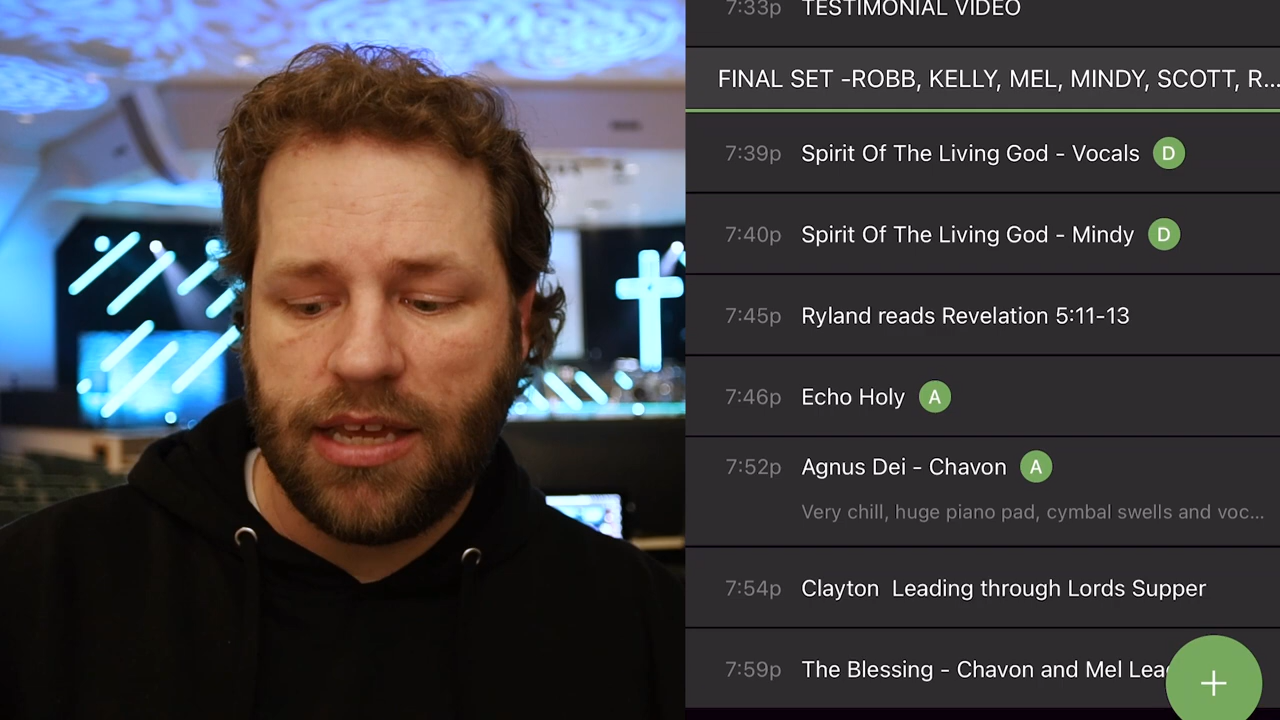 7:33p TESTIMONIAL VIDEO
FINAL SET -ROBB, KELLY, MEL, MINDY, SCOTT, R...
7:39p Spirit Of The Living God - Vocals D
7:40p Spirit Of The Living God - Mindy D
7:45p Ryland reads Revelation 5:11-13
7:46p Echo Holy A
7:52p Agnus Dei - Chavon A
Very chill, huge piano pad, cymbal swells and voc...
7:54p Clayton  Leading through Lords Supper
7:59p The Blessing - Chavon and Mel